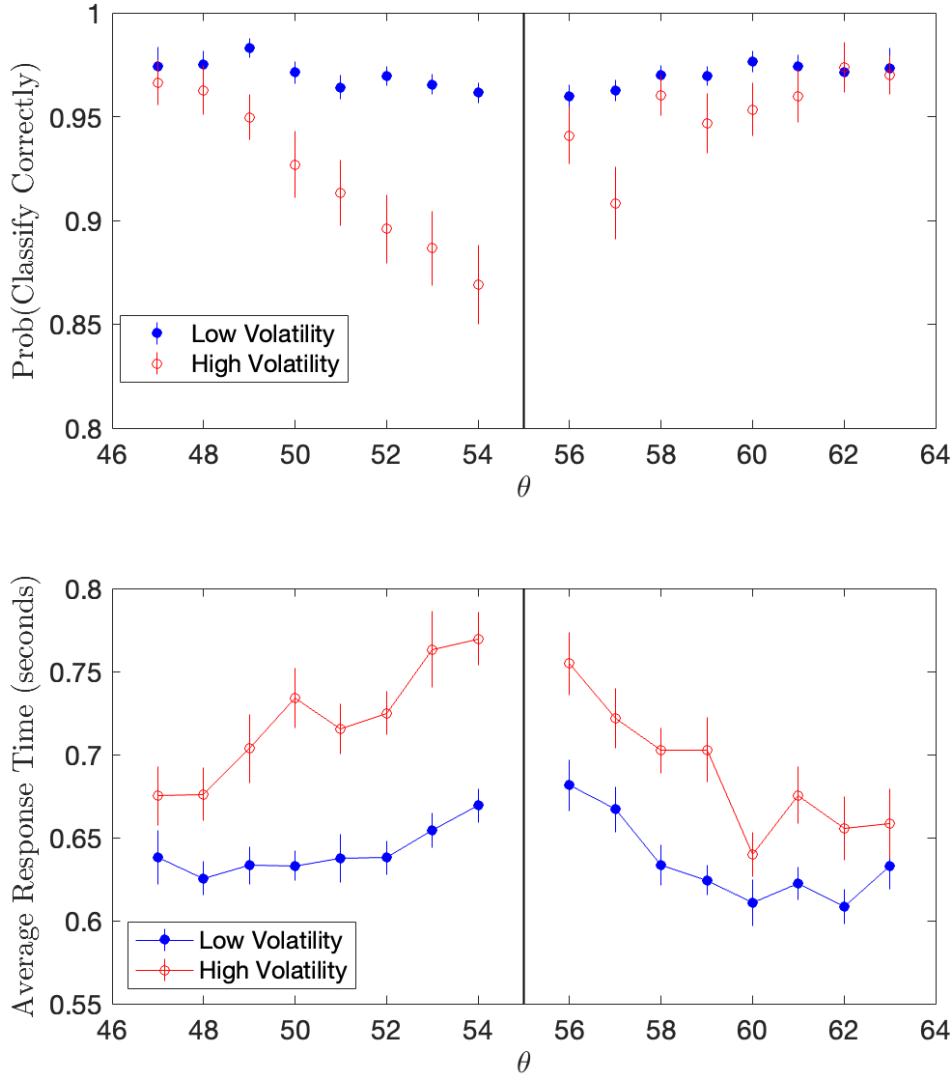 Prob(Classify Correctly)
1
0.95
0.9
0.85
0.8
Low Volatility
High Volatility
46 48 50 52 54 56 58 60 62 64
θ
Average Response Time (seconds)
0.8
0.75
0.7
0.65
0.6
0.55
Low Volatility
High Volatility
46 48 50 52 54 56 58 60 62 64
θ